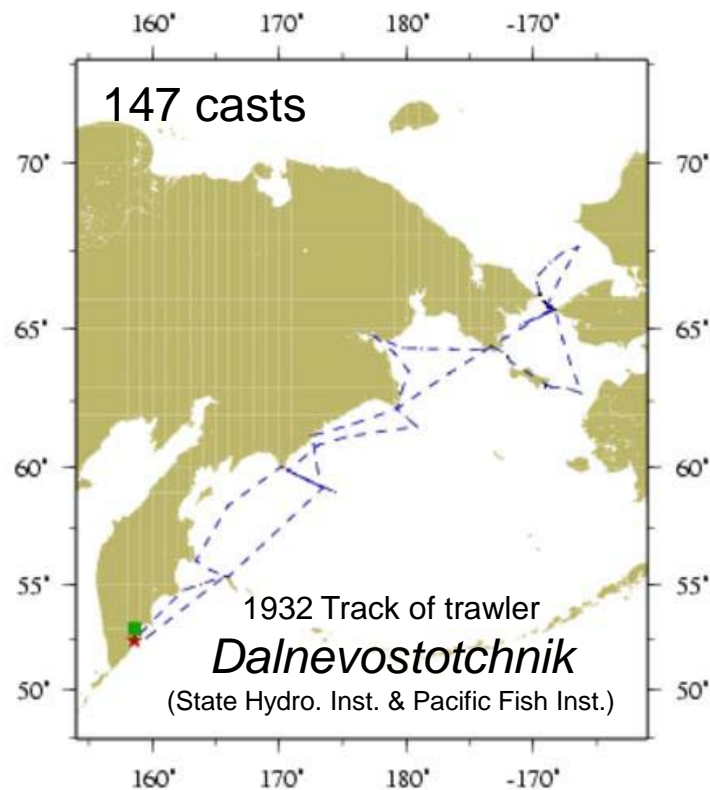 160° 170° 180° -170°
147 casts
70° 70°
65° 65°
60° 60°
55° 55°
1932 Track of trawler
Dalnevostotchnik
(State Hydro. Inst. & Pacific Fish Inst.)
50° 50°
160° 170° 180° -170°